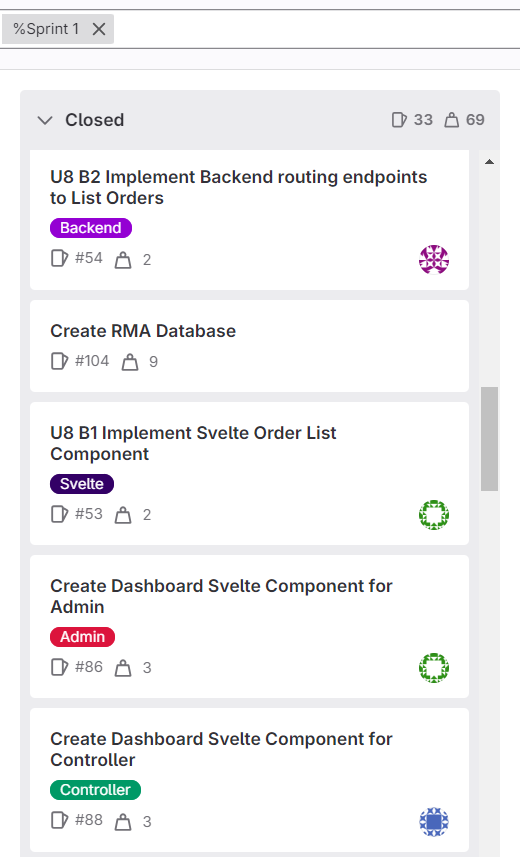 %Sprint 1
Closed 33 69
U8 B2 Implement Backend routing endpoints
to List Orders
Backend
#54 2
Create RMA Database
#104 9
U8 B1 Implement Svelte Order List
Component
Svelte
#53 2
Create Dashboard Svelte Component for
Admin
Admin
#86 3
Create Dashboard Svelte Component for
Controller
Controller
#88 3